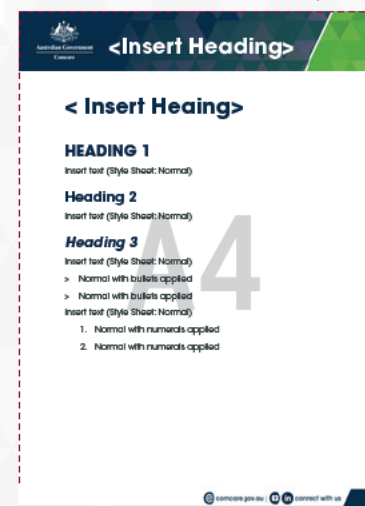 Australian Government
Comcare
<Insert Heading>
< Insert Heaing>
HEADING 1
Insert text (Style Sheet: Normal)
Heading 2
Insert text (Style Sheet: Normal)
Heading 3
Insert text (Style Sheet: Normal)
> Normal with bullets applied
> Normal with bullets applied
Insert text (Style Sheet: Normal)
1. Normal with numerals applied
2. Normal with numerals applied
A4
comcare.gov.au | in connect with us